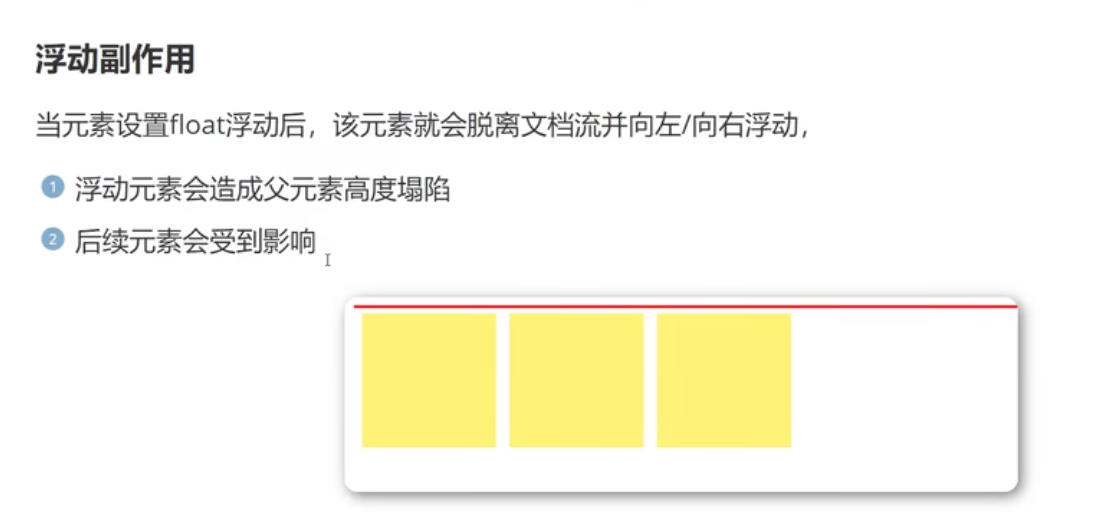 浮动副作用
当元素设置float浮动后，该元素就会脱离文档流并向左/向右浮动，
1 浮动元素会造成父元素高度塌陷
2 后续元素会受到影响